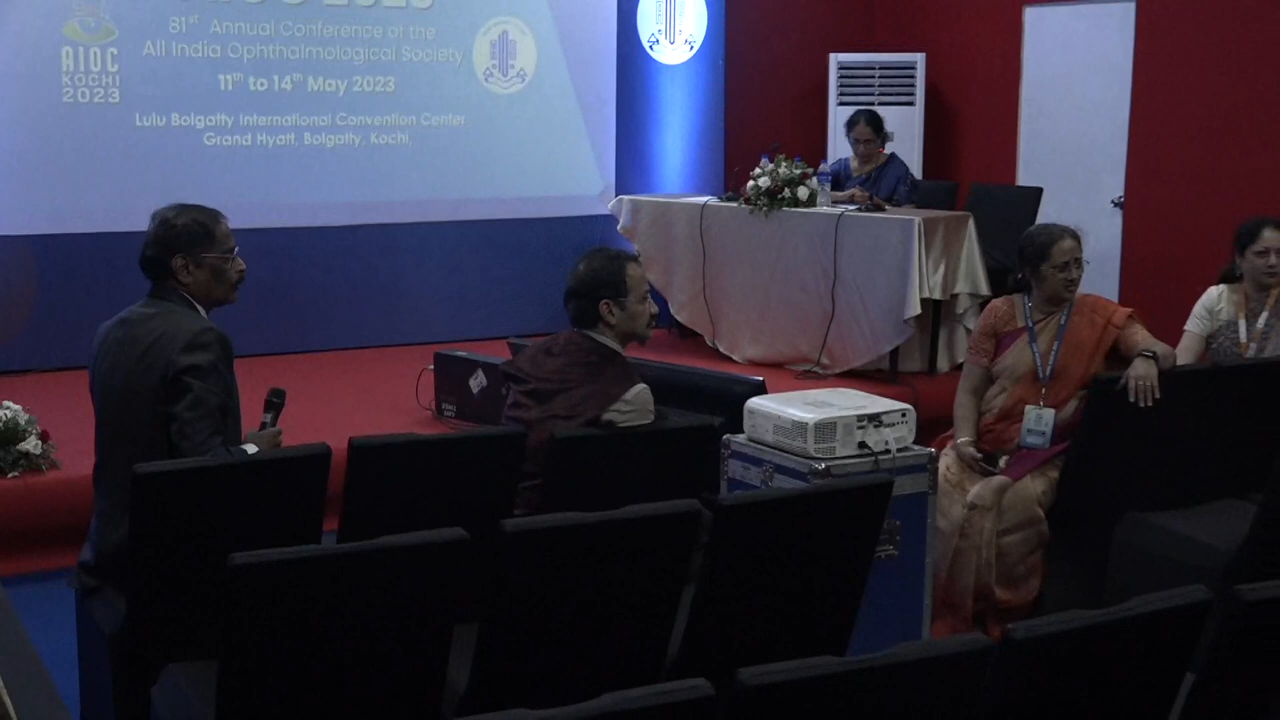 81st Annual Conference of the
All India Ophthalmological Society
11th to 14th May 2023
Lulu Bolgatty International Convention Center
Grand Hyatt, Bolgatty, Kochi,
AIOC
KOCHI
2023